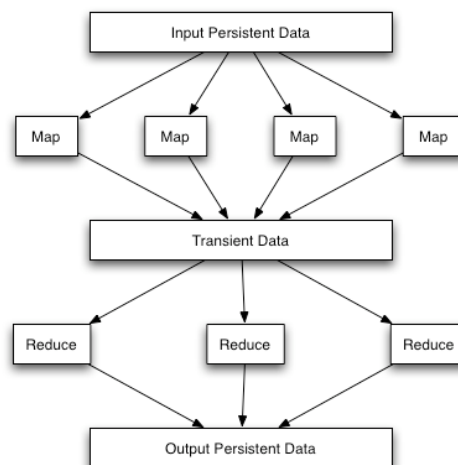 Input Persistent Data
Map
Map
Map
Map
Transient Data
Reduce
Reduce
Reduce
Output Persistent Data